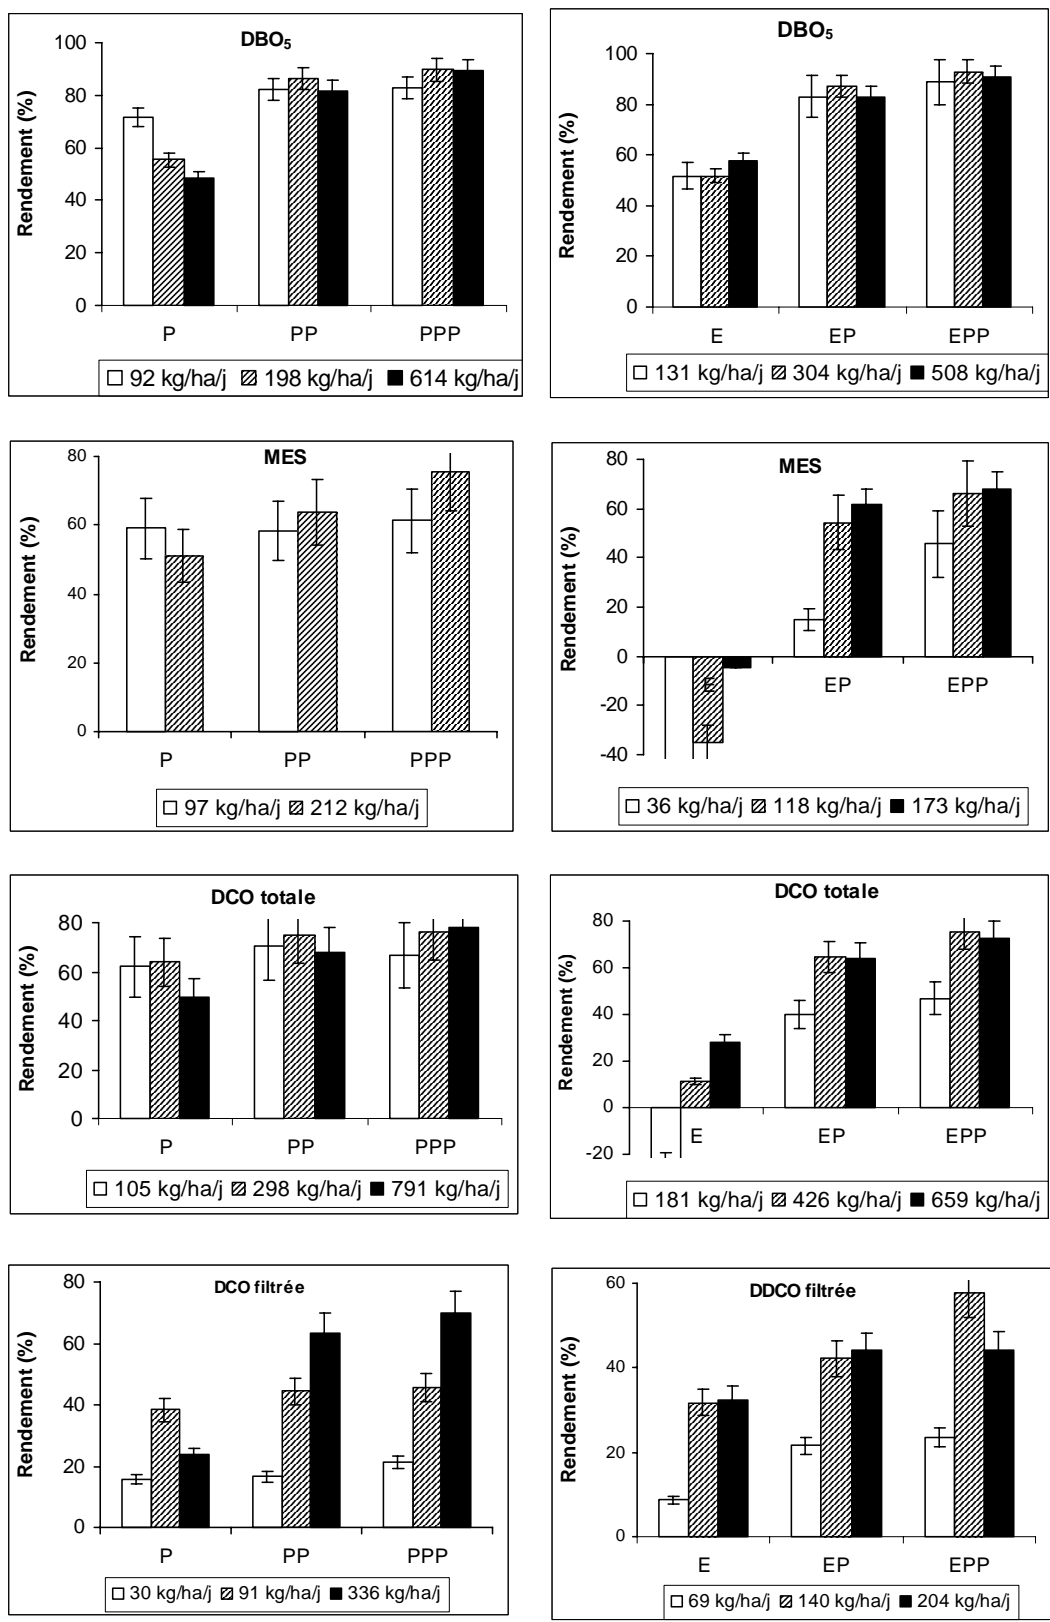 DBO₅
Rendement (%)
100
80
60
40
20
0
P PP PPP
92 kg/ha/j 198 kg/ha/j 614 kg/ha/j
DBO₅
Rendement (%)
100
80
60
40
20
0
E EP EPP
131 kg/ha/j 304 kg/ha/j 508 kg/ha/j
MES
Rendement (%)
80
60
40
20
0
P PP PPP
97 kg/ha/j 212 kg/ha/j
MES
Rendement (%)
80
60
40
20
0
-20
-40
E EP EPP
36 kg/ha/j 118 kg/ha/j 173 kg/ha/j
DCO totale
Rendement (%)
80
60
40
20
0
P PP PPP
105 kg/ha/j 298 kg/ha/j 791 kg/ha/j
DCO totale
Rendement (%)
80
60
40
20
0
-20
E EP EPP
181 kg/ha/j 426 kg/ha/j 659 kg/ha/j
DCO filtrée
Rendement (%)
80
60
40
20
0
P PP PPP
30 kg/ha/j 91 kg/ha/j 336 kg/ha/j
DDCO filtrée
Rendement (%)
60
40
20
0
E EP EPP
69 kg/ha/j 140 kg/ha/j 204 kg/ha/j